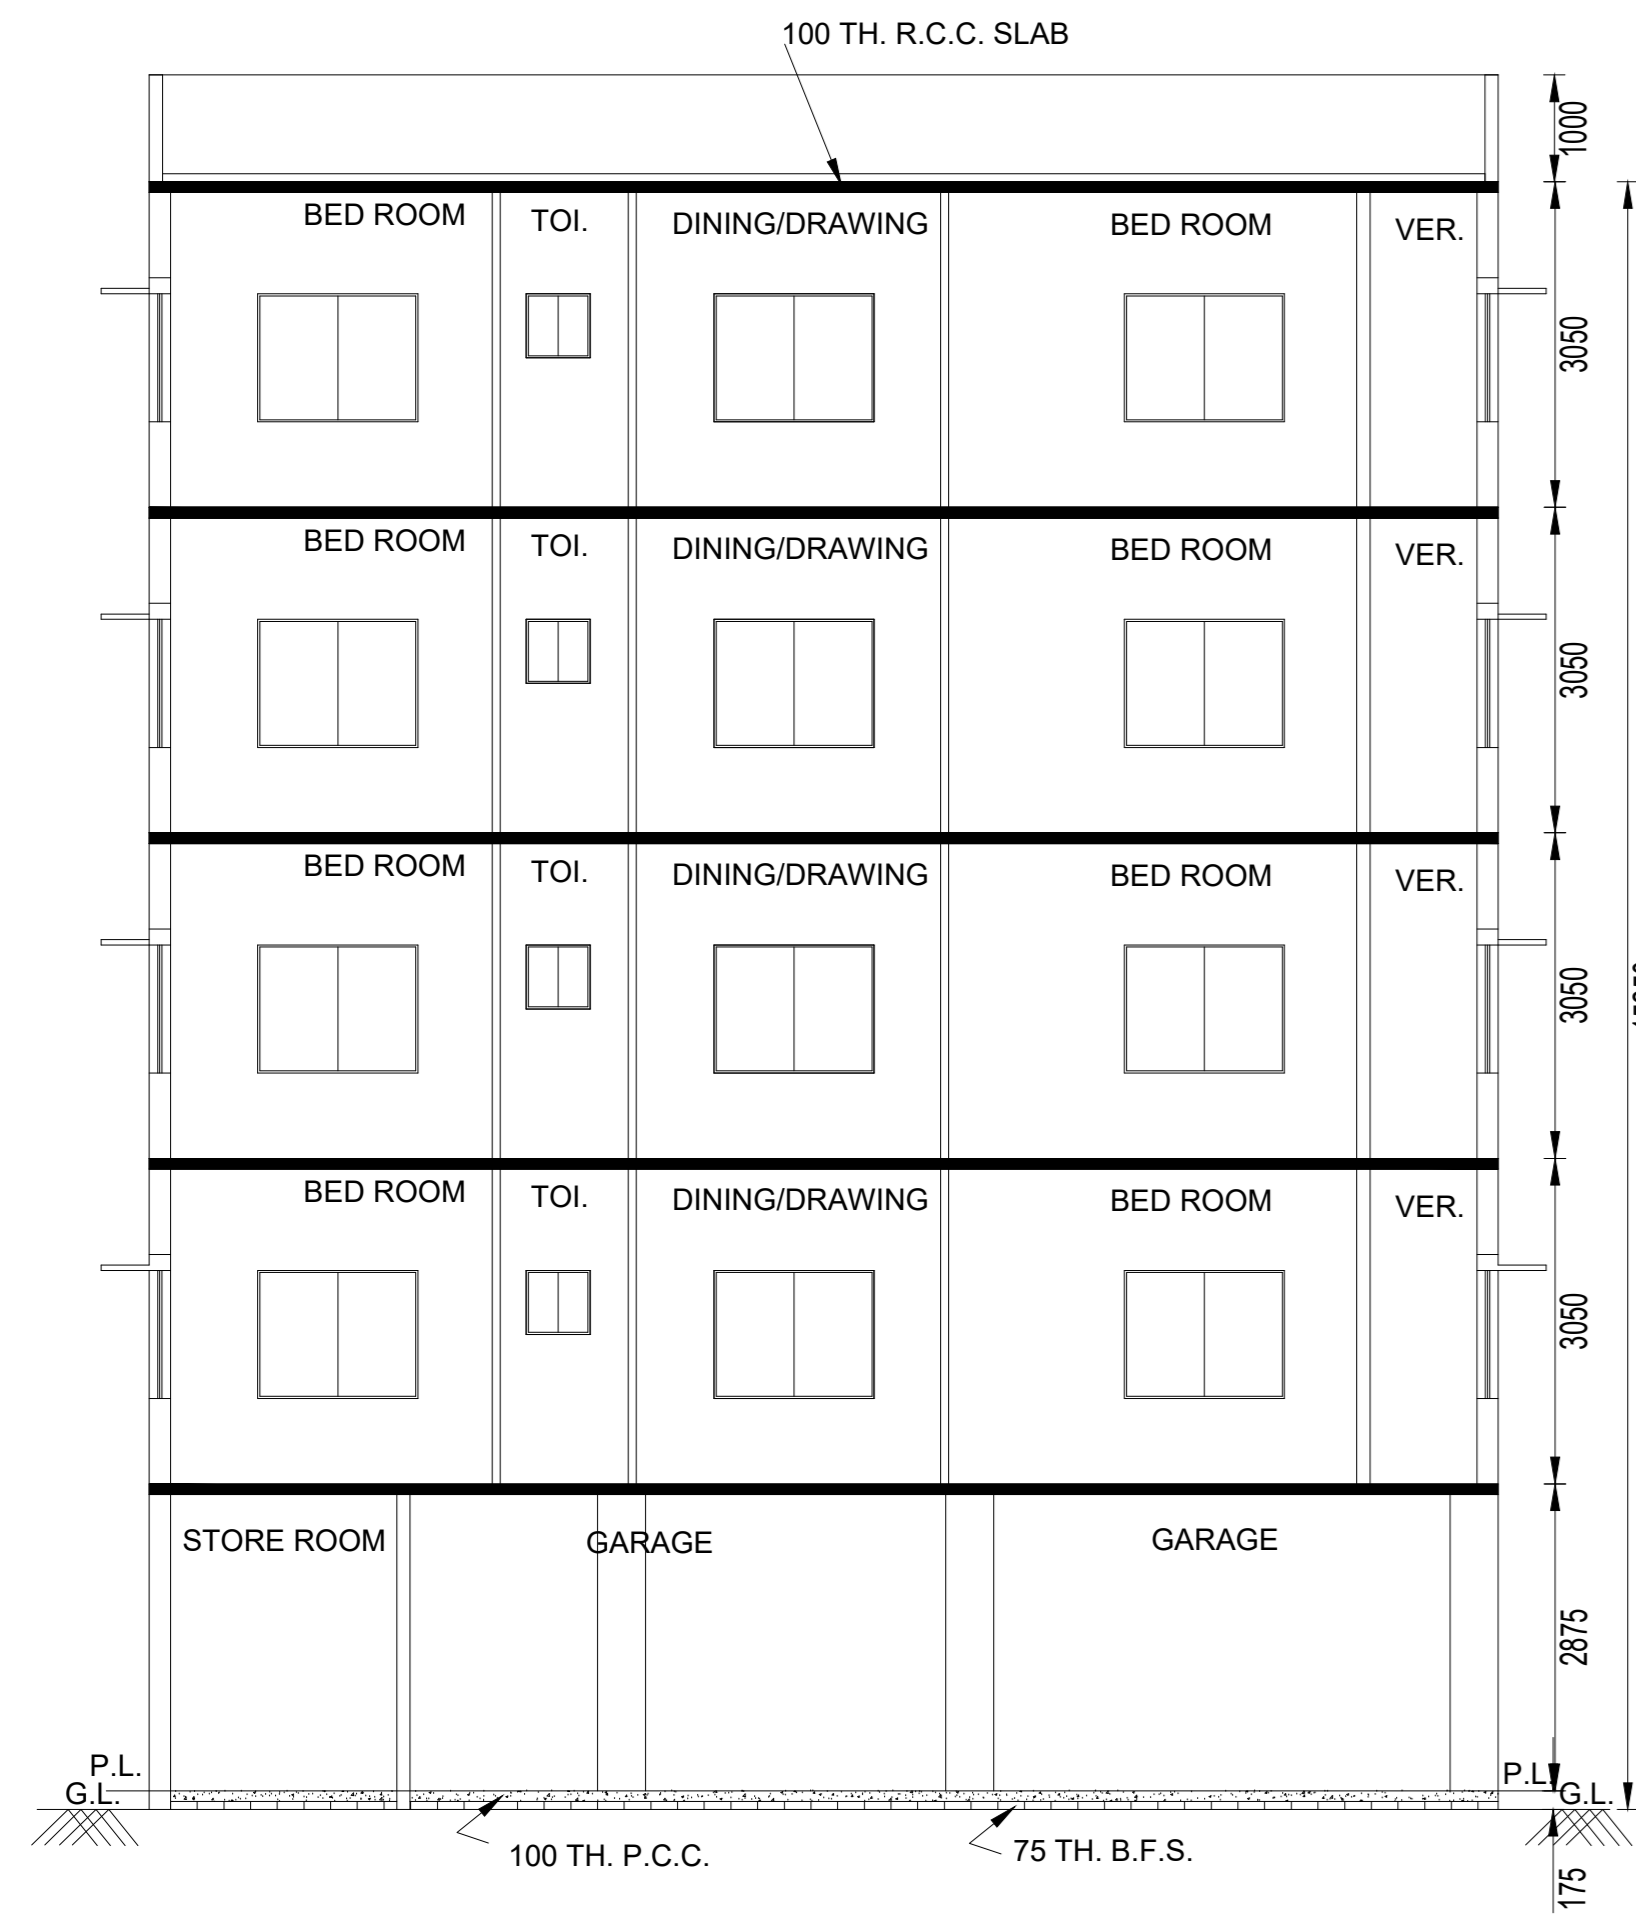 100 TH. R.C.C. SLAB
1000
BED ROOM TOI. DINING/DRAWING BED ROOM VER.
3050
BED ROOM TOI. DINING/DRAWING BED ROOM VER.
3050
BED ROOM TOI. DINING/DRAWING BED ROOM VER.
3050
BED ROOM TOI. DINING/DRAWING BED ROOM VER.
3050
STORE ROOM GARAGE GARAGE
2875
P.L. P.L.
G.L. G.L.
100 TH. P.C.C. 75 TH. B.F.S.
175